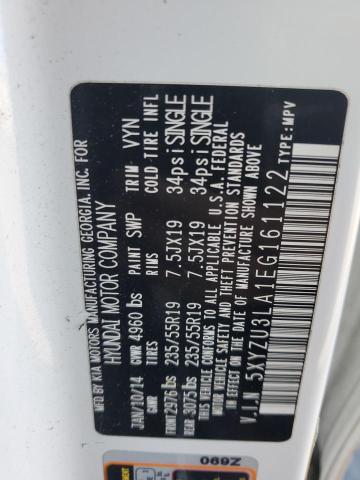 MFD BY KIA MOTORS MANUFACTURING GEORGIA, INC. FOR
HYUNDAI MOTOR COMPANY
JAN/10/14 GVWR 4960 lbs PAINT SWP TRIM VYN
GAWR TIRES RIMS COLD TIRE INFL
FRONT 2976 lbs 235/55R19 7.5JX19 34psi SINGLE
REAR 3075 lbs 235/55R19 7.5JX19 34psi SINGLE
THIS VEHICLE CONFORMS TO ALL APPLICABLE U.S.A. FEDERAL
MOTOR VEHICLE SAFETY BUMPER AND THEFT PREVENTION STANDARDS
IN EFFECT ON THE DATE OF MANUFACTURE SHOWN ABOVE
V.I.N 5XYZU3LA1EG161122 TYPE: MPV
069Z